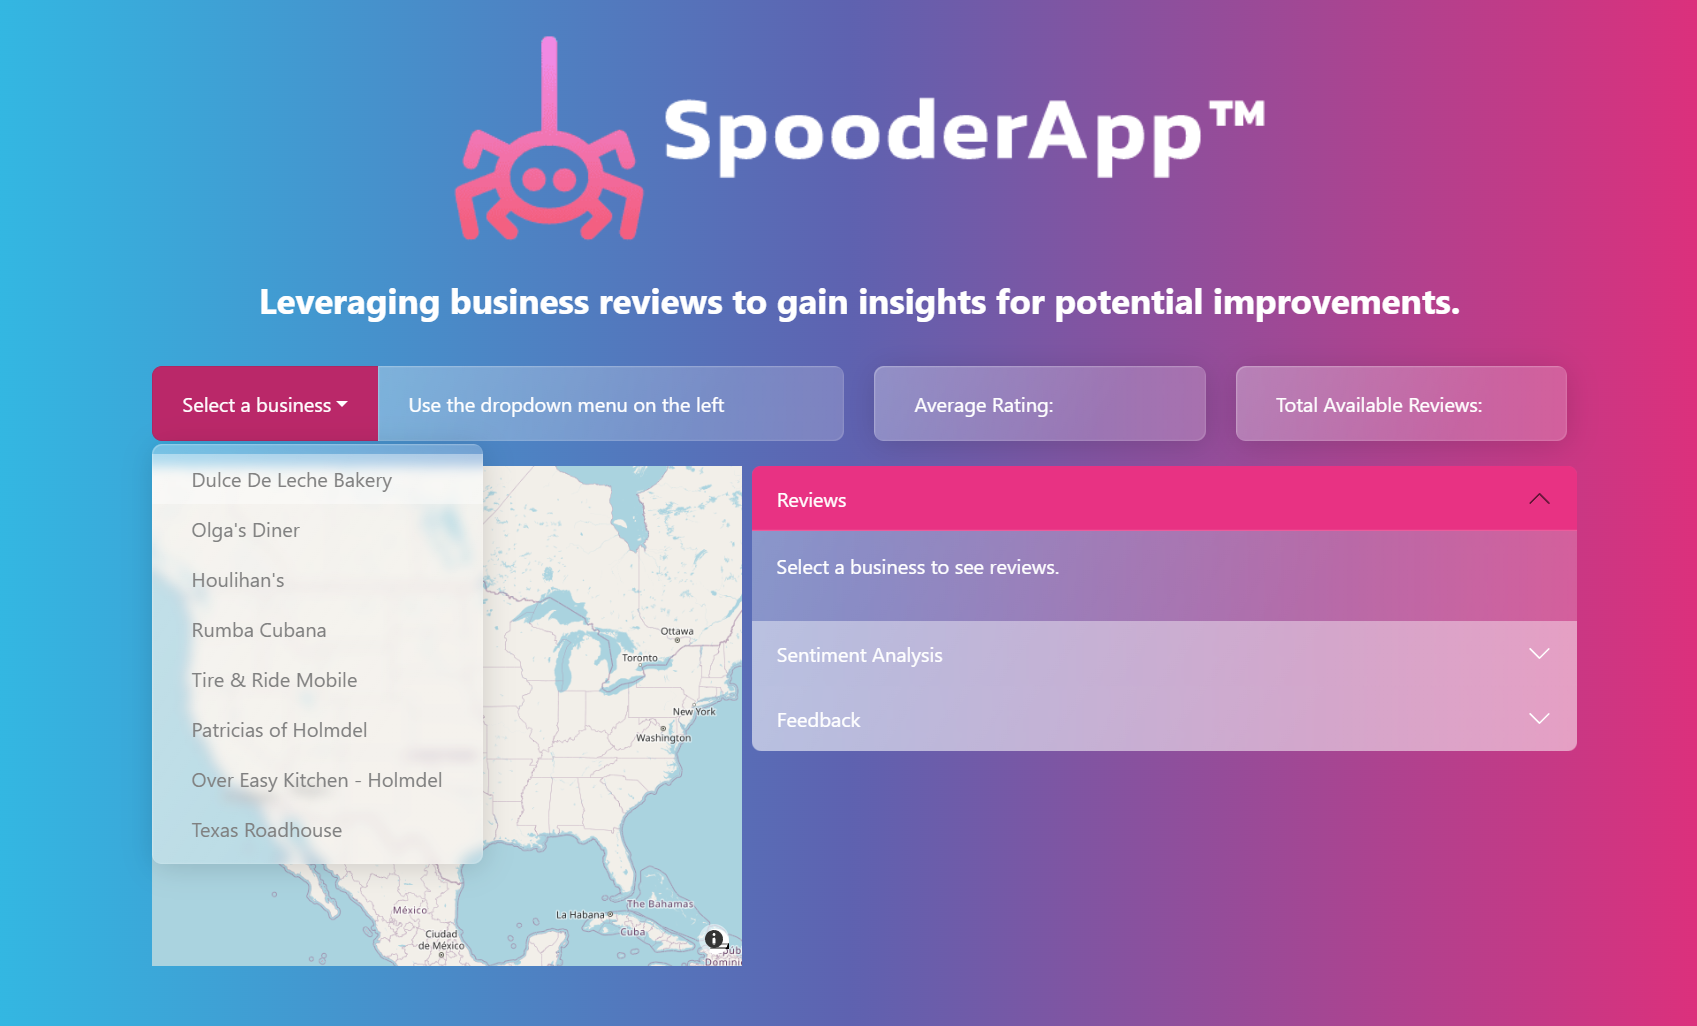 SpooderApp™
Leveraging business reviews to gain insights for potential improvements.
Select a business
Use the dropdown menu on the left
Average Rating:
Total Available Reviews:
Dulce De Leche Bakery
Olga's Diner
Houlihan's
Rumba Cubana
Tire & Ride Mobile
Patricias of Holmdel
Over Easy Kitchen - Holmdel
Texas Roadhouse
Ottawa
Toronto
New York
Washington
México
Ciudad
de México
La Habana
The Bahamas
Cuba
Reviews
Select a business to see reviews.
Sentiment Analysis
Feedback